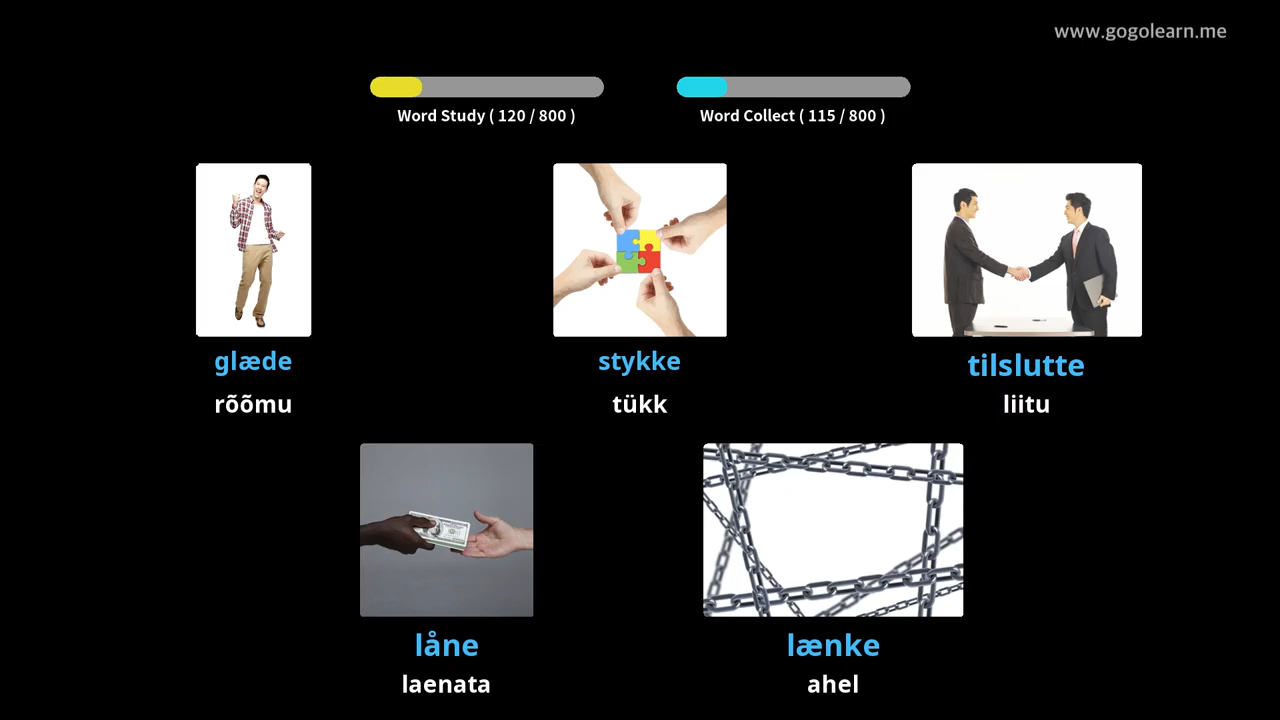 www.gogolearn.me
Word Study ( 120 / 800 )
Word Collect ( 115 / 800 )
glæde
rõõmu
stykke
tükk
tilslutte
liitu
låne
laenata
lænke
ahel